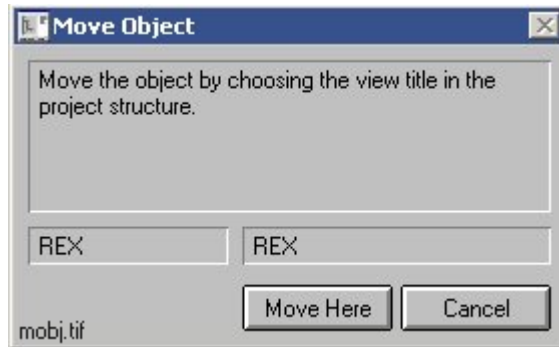 Move Object
Move the object by choosing the view title in the
project structure.
REX REX
Move Here Cancel
mobj.tif